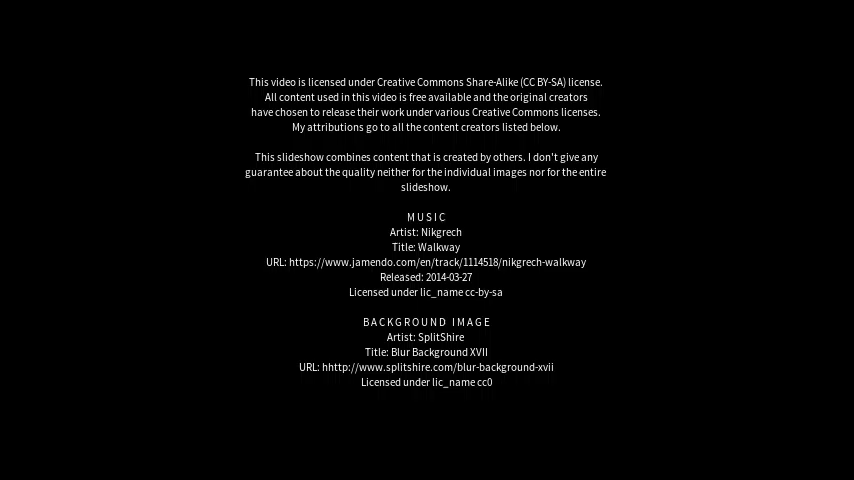 This video is licensed under Creative Commons Share-Alike (CC BY-SA) license.
All content used in this video is free available and the original creators
have chosen to release their work under various Creative Commons licenses.
My attributions go to all the content creators listed below.
This slideshow combines content that is created by others. I don't give any
guarantee about the quality neither for the individual images nor for the entire
slideshow.
MUSIC
Artist: Nikgrech
Title: Walkway
URL: https://www.jamendo.com/en/track/1114518/nikgrech-walkway
Released: 2014-03-27
Licensed under lic_name cc-by-sa
BACKGROUND IMAGE
Artist: SplitShire
Title: Blur Background XVII
URL: hhttp://www.splitshire.com/blur-background-xvii
Licensed under lic_name cc0